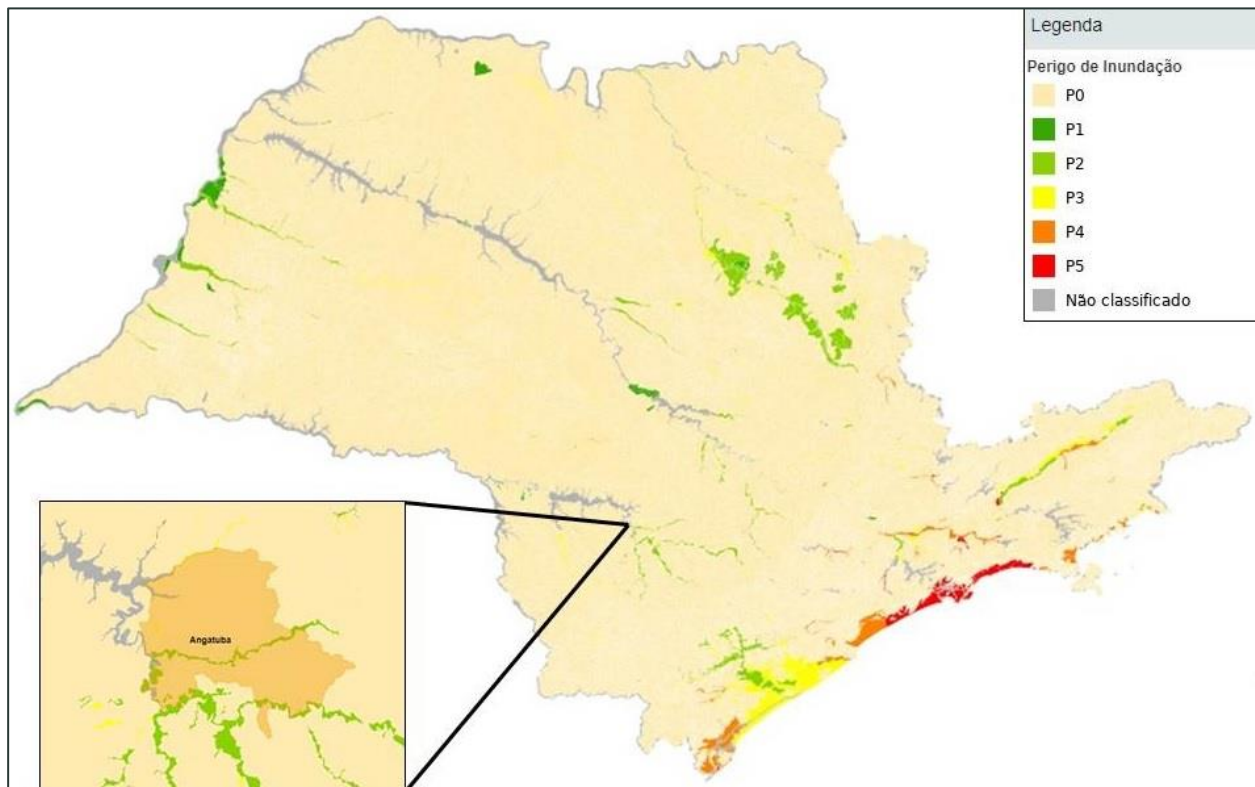 Legenda
Perigo de Inundação
P0
P1
P2
P3
P4
P5
Não classificado
Angatuba